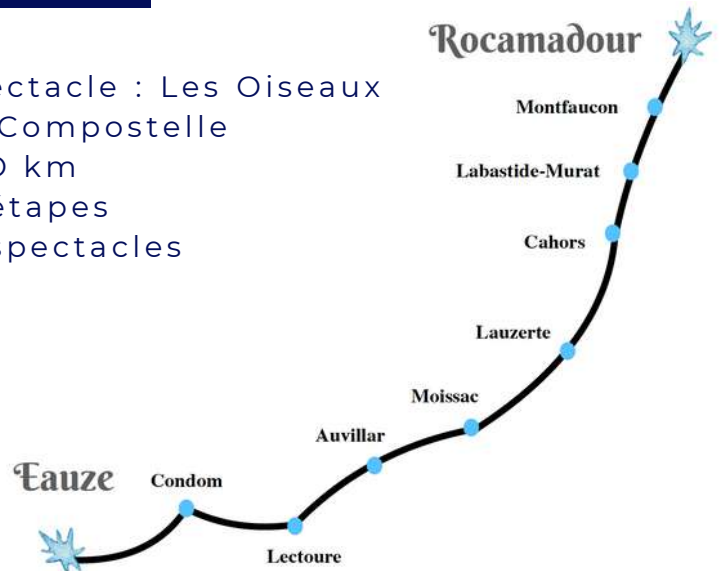 Rocamadour
ectacle : Les Oiseaux
Compostelle
km
étapes
spectacles
Montfaucon
Labastide-Murat
Cahors
Lauzerte
Moissac
Auvillar
Eauze
Condom
Lectoure